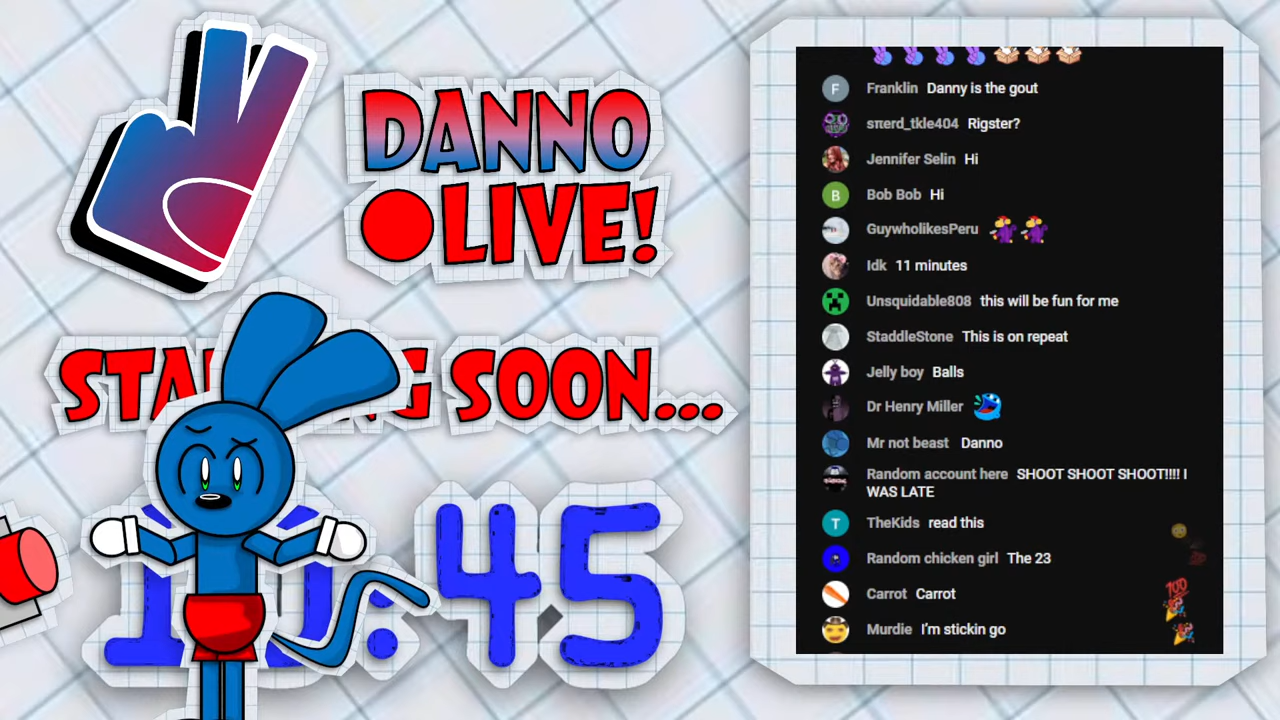 DANNO
LIVE!
SOON...
:45
F Franklin Danny is the gout
sπerd_tkle404 Rigster?
Jennifer Selin Hi
B Bob Bob Hi
GuywholikesPeru
Idk 11 minutes
Unsquidable808 this will be fun for me
StaddleStone This is on repeat
Jelly boy Balls
Dr Henry Miller
Mr not beast Danno
Random account here SHOOT SHOOT SHOOT!!!! I
WAS LATE
T TheKids read this
Random chicken girl The 23
Carrot Carrot
Murdie I'm stickin go
100